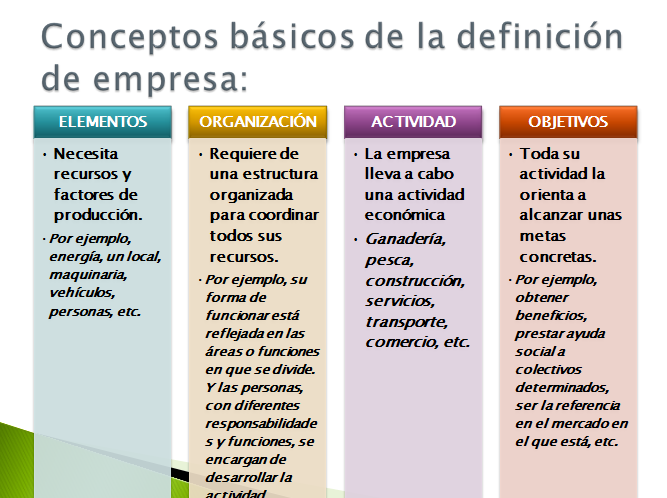 Conceptos básicos de la definición
de empresa:
ELEMENTOS
· Necesita
recursos y
factores de
producción.
· Por ejemplo,
energía, un local,
maquinaria,
vehículos,
personas, etc.
ORGANIZACIÓN
· Requiere de
una estructura
organizada
para coordinar
todos sus
recursos.
· Por ejemplo, su
forma de
funcionar está
reflejada en las
áreas o funciones
en que se divide.
Y las personas,
con diferentes
responsabilidade
s y funciones, se
encargan de
desarrollar la
actividad
ACTIVIDAD
· La empresa
lleva a cabo
una actividad
económica
· Ganadería,
pesca,
construcción,
servicios,
transporte,
comercio, etc.
OBJETIVOS
· Toda su
actividad la
orienta a
alcanzar unas
metas
concretas.
· Por ejemplo,
obtener
beneficios,
prestar ayuda
social a
colectivos
determinados,
ser la referencia
en el mercado en
el que está, etc.